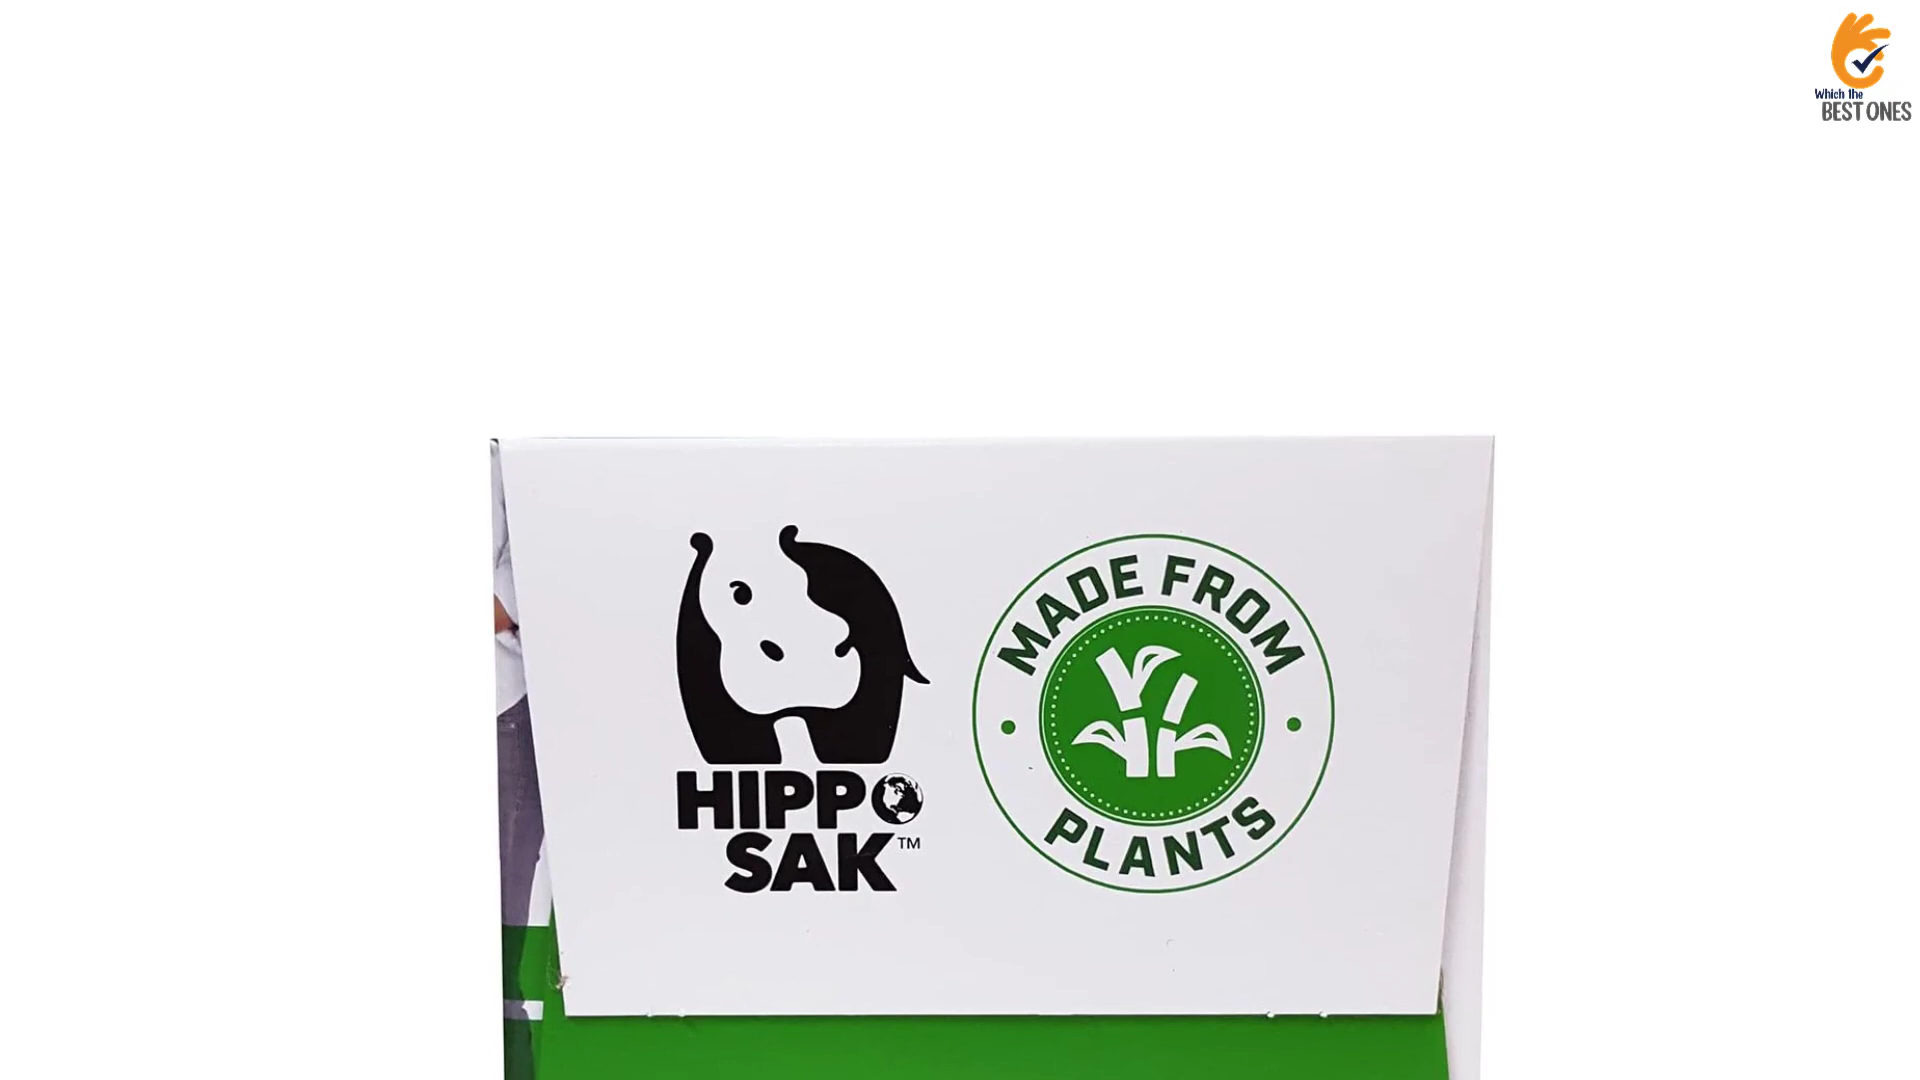 Which the
BEST ONES
MADE FROM
PLANTS
HIPPO
SAK™